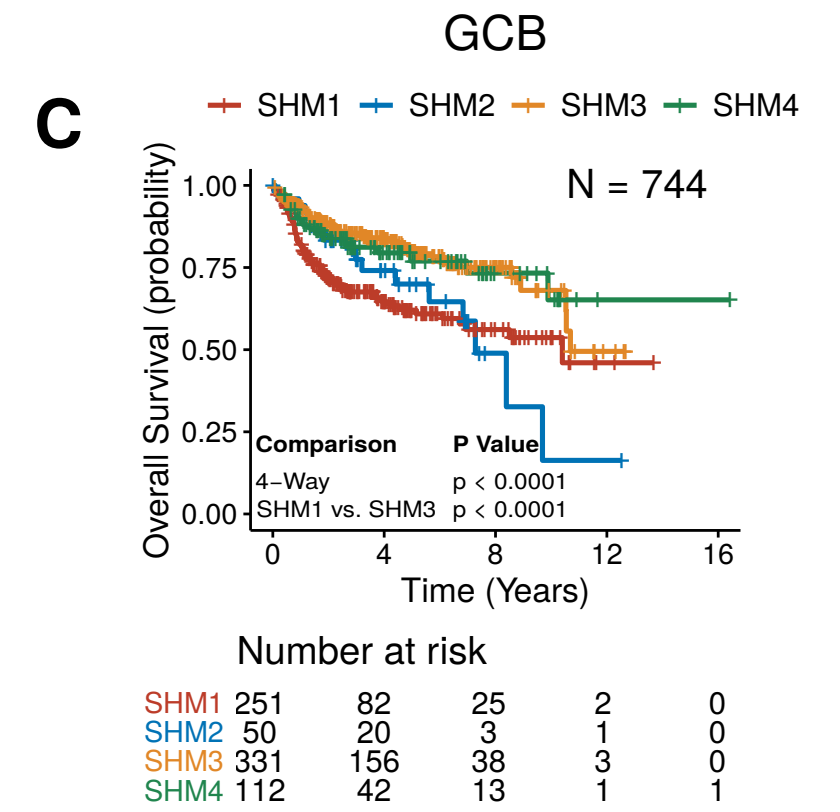 GCB
C
SHM1 SHM2 SHM3 SHM4
N = 744
Overall Survival (probability)
1.00
0.75
0.50
0.25
0.00
Comparison P Value
4−Way p < 0.0001
SHM1 vs. SHM3 p < 0.0001
0 4 8 12 16
Time (Years)
Number at risk
SHM1 251 82 25 2 0
SHM2 50 20 3 1 0
SHM3 331 156 38 3 0
SHM4 112 42 13 1 1